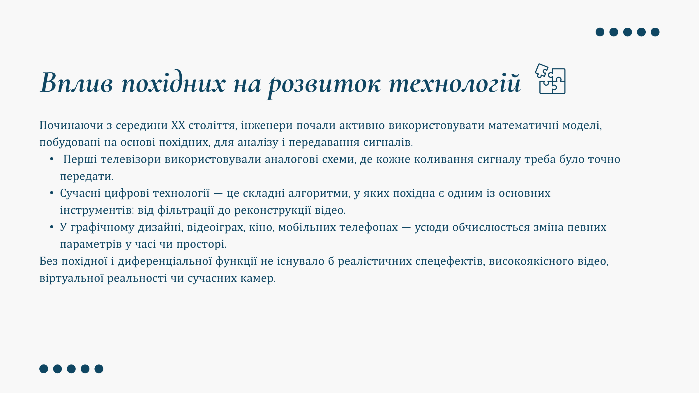 Вплив похідних на розвиток технологій
Починаючи з середини XX століття, інженери почали активно використовувати математичні моделі,
побудовані на основі похідних, для аналізу і передавання сигналів.
• Перші телевізори використовували аналогові схеми, де кожне коливання сигналу треба було точно
передати.
• Сучасні цифрові технології — це складні алгоритми, у яких похідна є одним із основних
інструментів: від фільтрації до реконструкції відео.
• У графічному дизайні, відеоіграх, кіно, мобільних телефонах — усюди обчислюється зміна певних
параметрів у часі чи просторі.
Без похідної і диференціальної функції не існувало б реалістичних спецефектів, високоякісного відео,
віртуальної реальності чи сучасних камер.